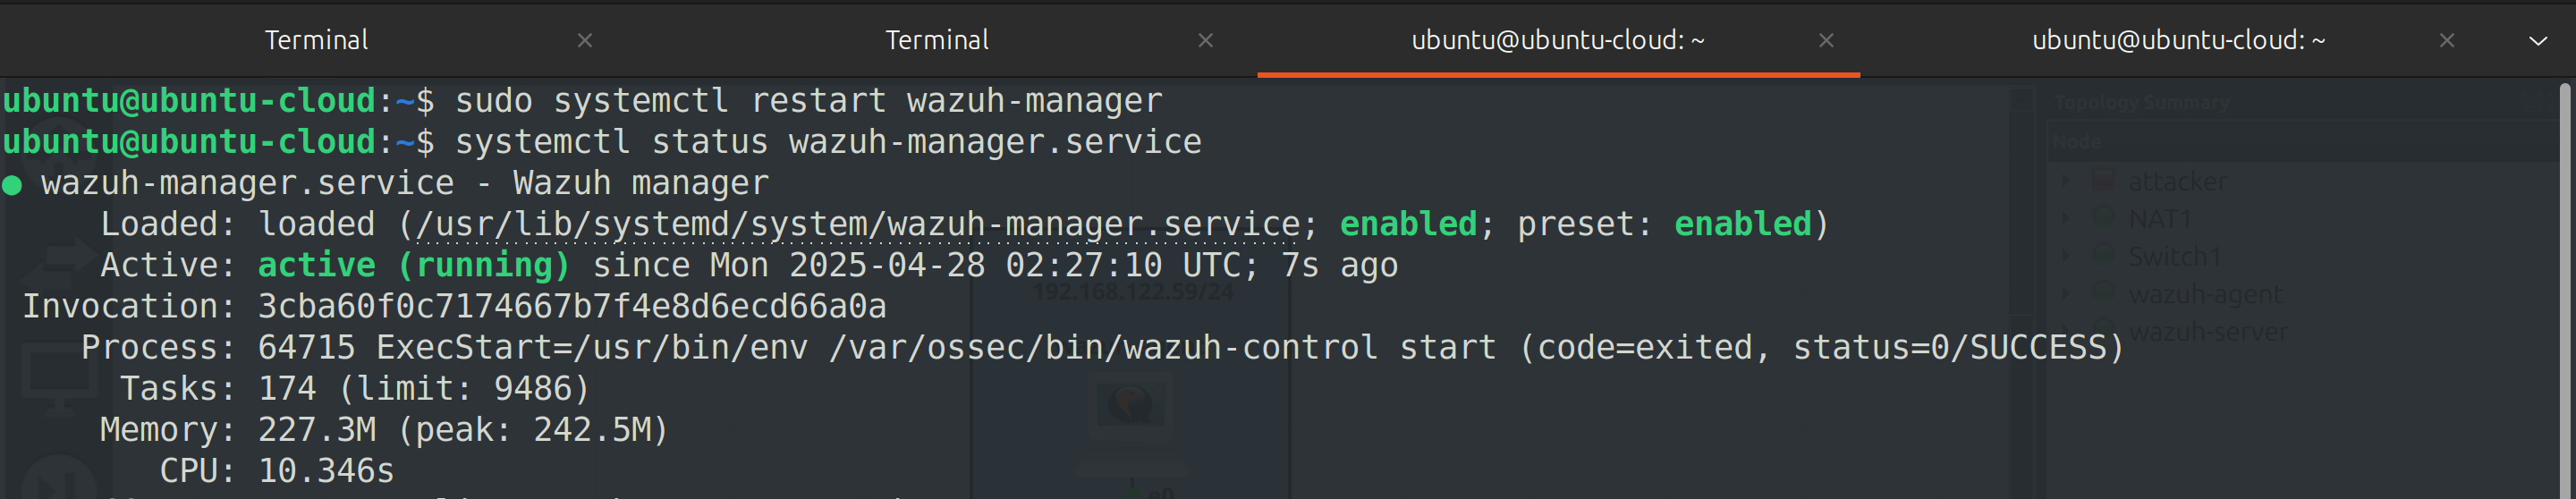 Terminal × Terminal × ubuntu@ubuntu-cloud: ~ × ubuntu@ubuntu-cloud: ~ ×
ubuntu@ubuntu-cloud:~$ sudo systemctl restart wazuh-manager
ubuntu@ubuntu-cloud:~$ systemctl status wazuh-manager.service
● wazuh-manager.service - Wazuh manager
Loaded: loaded (/usr/lib/systemd/system/wazuh-manager.service; enabled; preset: enabled)
Active: active (running) since Mon 2025-04-28 02:27:10 UTC; 7s ago
Invocation: 3cba60f0c7174667b7f4e8d6ecd66a0a
Process: 64715 ExecStart=/usr/bin/env /var/ossec/bin/wazuh-control start (code=exited, status=0/SUCCESS)
Tasks: 174 (limit: 9486)
Memory: 227.3M (peak: 242.5M)
CPU: 10.346s
Topology Summary
Node
attacker
NAT1
Switch1
wazuh-agent
wazuh-server
192.168.122.59/24
e0